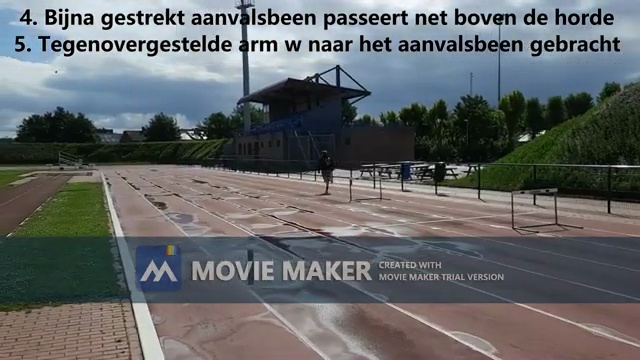 4. Bijna gestrekt aanvalsbeen passeert net boven de horde
5. Tegenovergestelde arm w naar het aanvalsbeen gebracht
MOVIE MAKER
CREATED WITH
MOVIE MAKER TRIAL VERSION